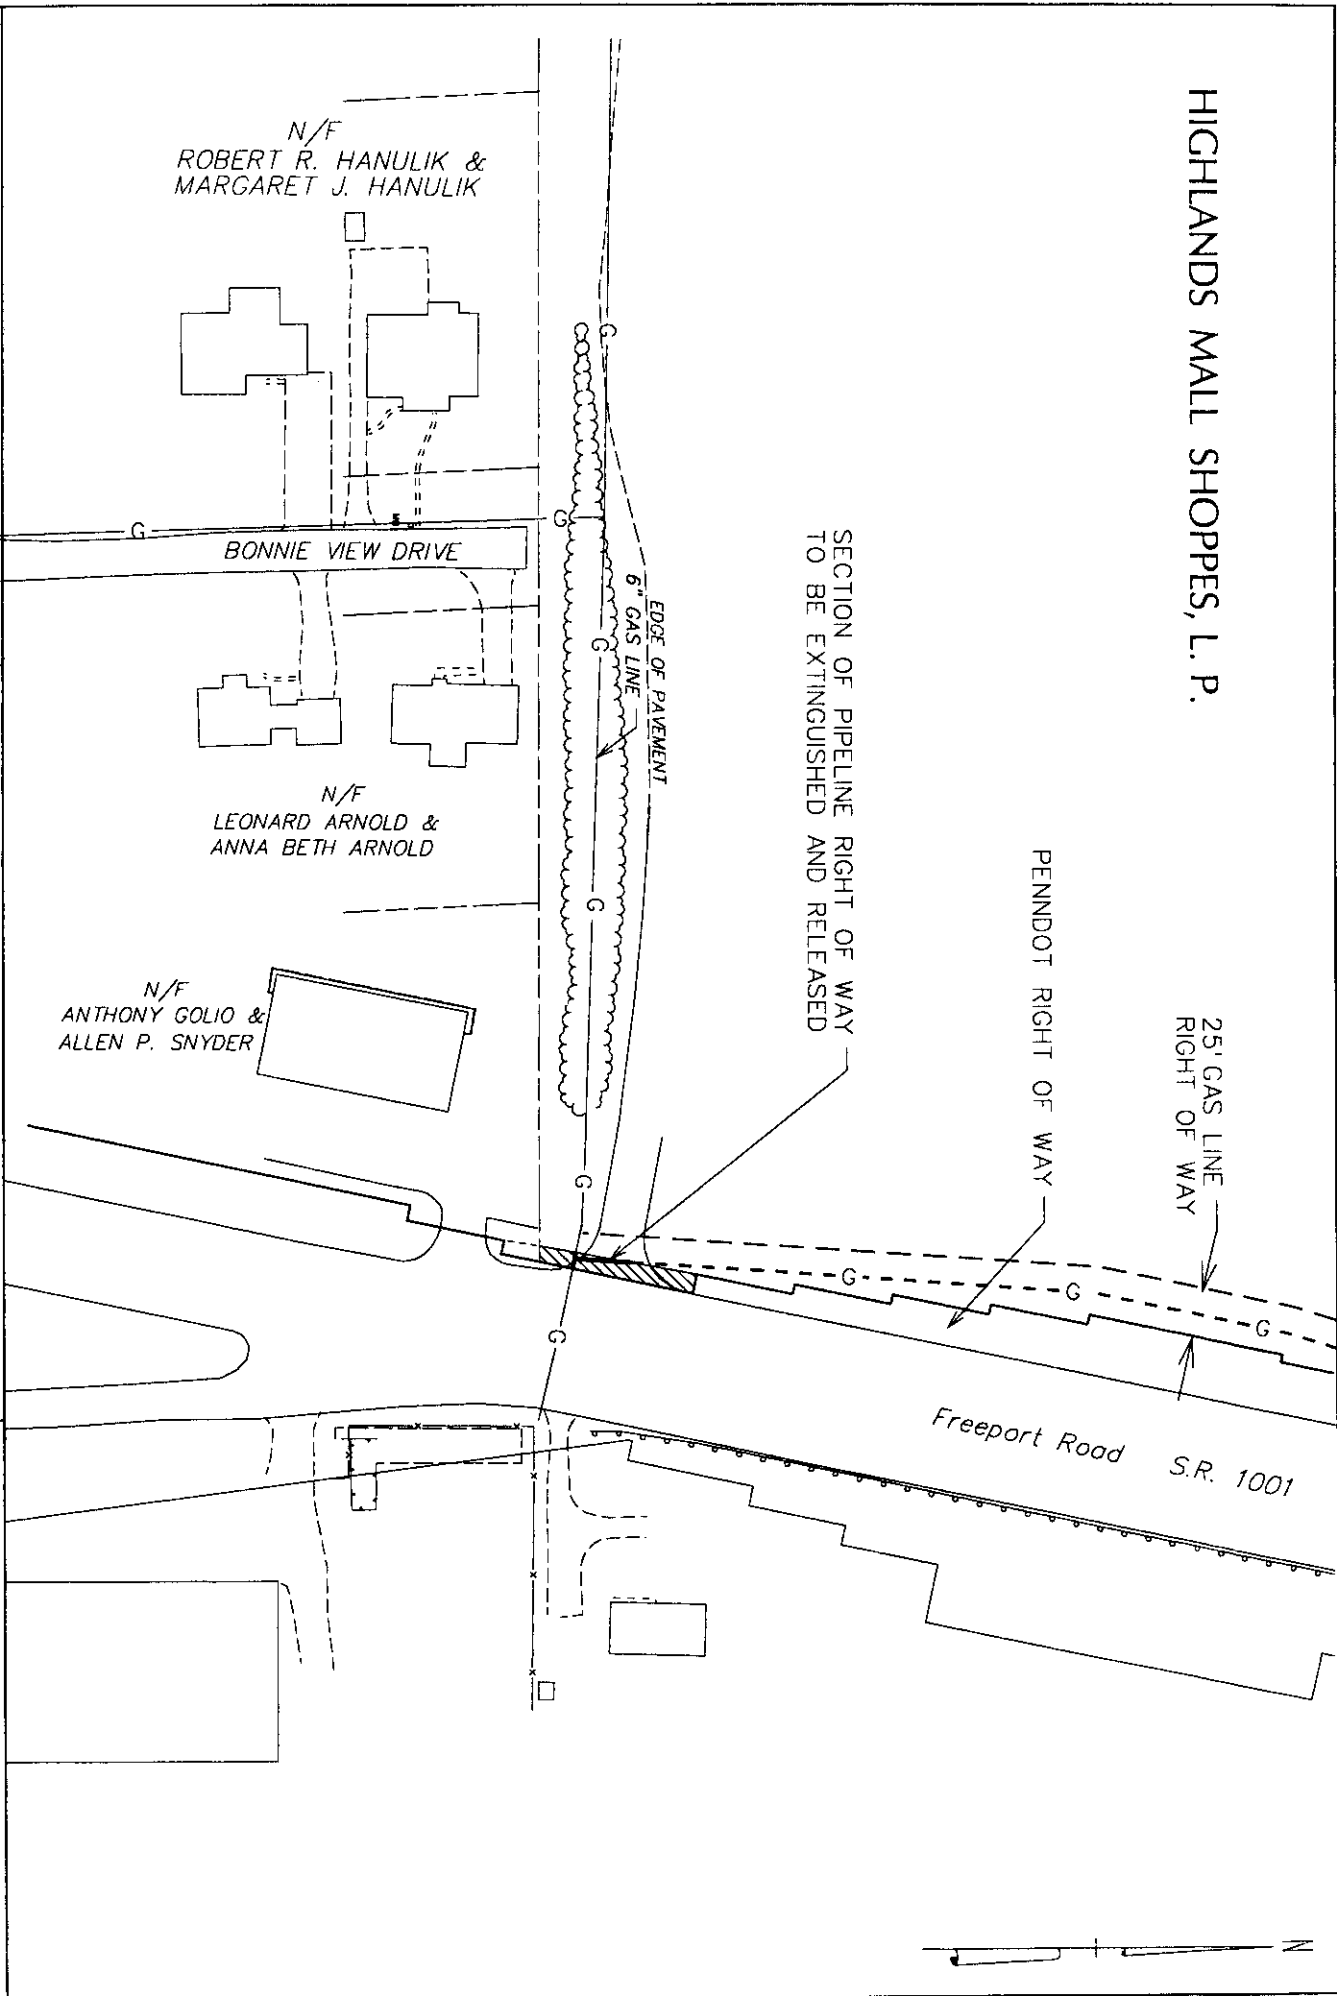 HIGHLANDS MALL SHOPPES, L. P.
N/F
ROBERT R. HANULIK &
MARGARET J. HANULIK
G
G
G
BONNIE VIEW DRIVE
EDGE OF PAVEMENT
6" GAS LINE
G
G
G
SECTION OF PIPELINE RIGHT OF WAY
TO BE EXTINGUISHED AND RELEASED
PENNDOT RIGHT OF WAY
25' GAS LINE
RIGHT OF WAY
N/F
LEONARD ARNOLD &
ANNA BETH ARNOLD
N/F
ANTHONY GOLIO &
ALLEN P. SNYDER
G
G
G
G
Freeport Road S.R. 1001
N